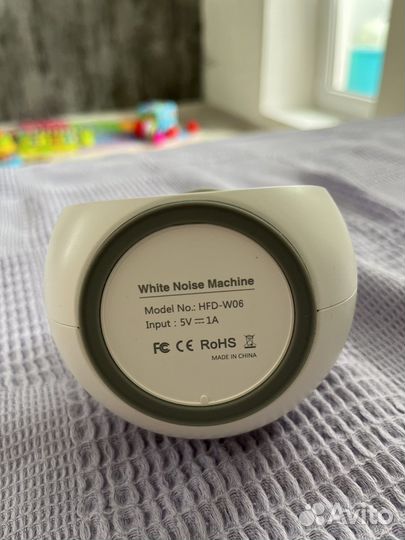 White Noise Machine
Model No.: HFD-W06
Input : 5V⎓1A
FC CE RoHS
MADE IN CHINA
Avito